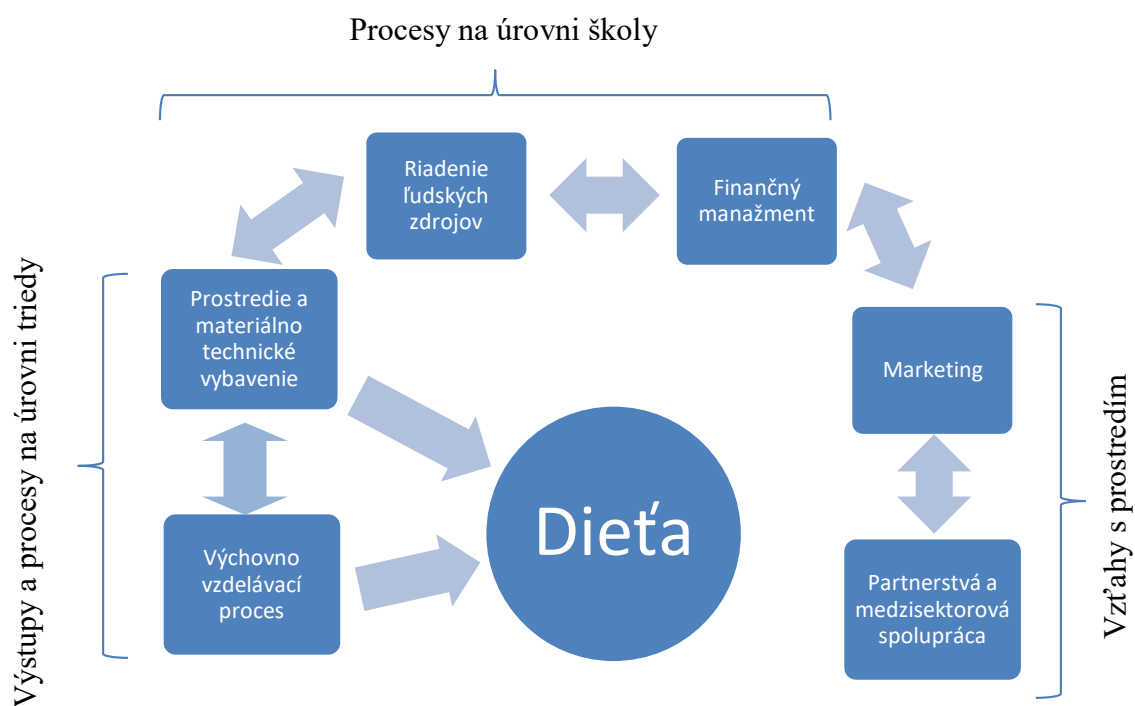 Procesy na úrovni školy
Riadenie
ľudských
zdrojov
Finančný
manažment
Prostredie a
materiálno
technické
vybavenie
Marketing
Dieťa
Výchovno
vzdelávací
proces
Partnerstvá a
medzisektorová
spolupráca
Výstupy a procesy na úrovni triedy
Vzťahy s prostredím